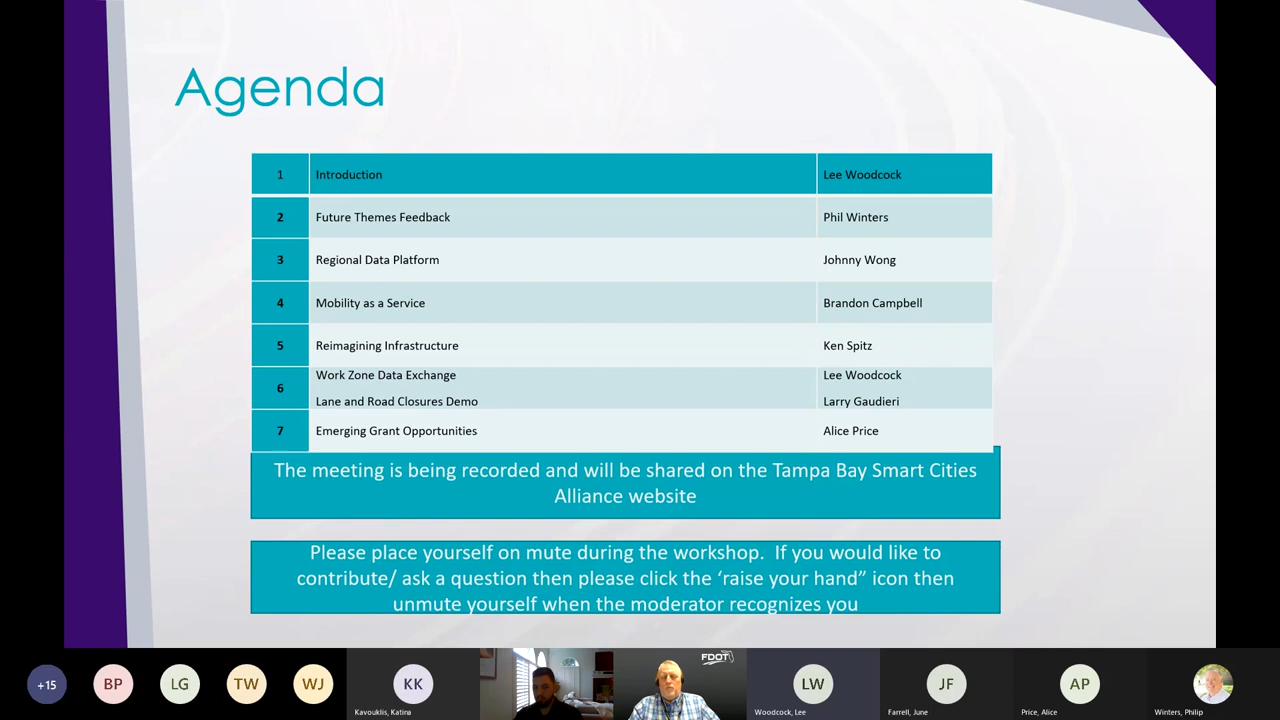 Agenda
1 Introduction Lee Woodcock
2 Future Themes Feedback Phil Winters
3 Regional Data Platform Johnny Wong
4 Mobility as a Service Brandon Campbell
5 Reimagining Infrastructure Ken Spitz
6 Work Zone Data Exchange Lee Woodcock
Lane and Road Closures Demo Larry Gaudieri
7 Emerging Grant Opportunities Alice Price
The meeting is being recorded and will be shared on the Tampa Bay Smart Cities
Alliance website
Please place yourself on mute during the workshop.  If you would like to
contribute/ ask a question then please click the ‘raise your hand” icon then
unmute yourself when the moderator recognizes you
+15 BP LG TW WJ KK FDOT LW JF AP
Kavouklis, Katina Woodcock, Lee Farrell, June Price, Alice Winters, Philip